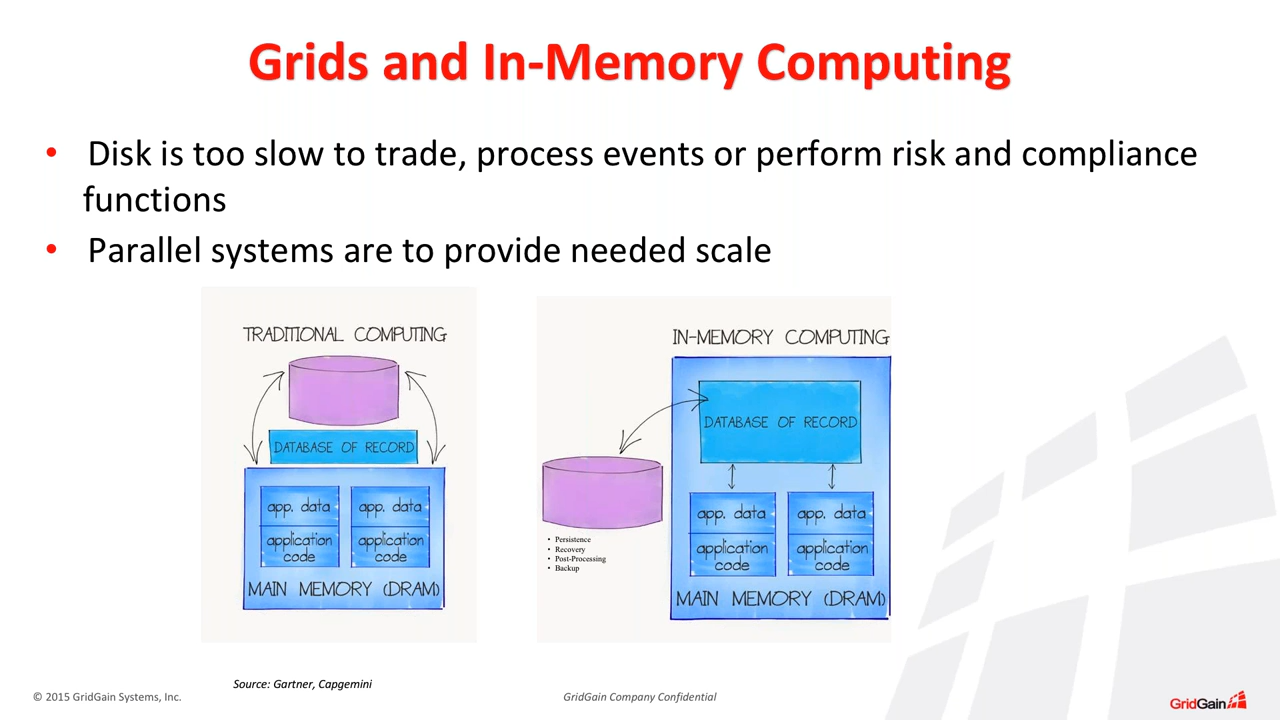 Grids and In-Memory Computing
• Disk is too slow to trade, process events or perform risk and compliance
functions
• Parallel systems are to provide needed scale
TRADITIONAL COMPUTING
DATABASE OF RECORD
app. data
app. data
application
code
application
code
MAIN MEMORY (DRAM)
IN-MEMORY COMPUTING
DATABASE OF RECORD
app. data
app. data
application
code
application
code
MAIN MEMORY (DRAM)
• Persistence
• Recovery
• Post-Processing
• Backup
Source: Gartner, Capgemini
© 2015 GridGain Systems, Inc.
GridGain Company Confidential
GridGain